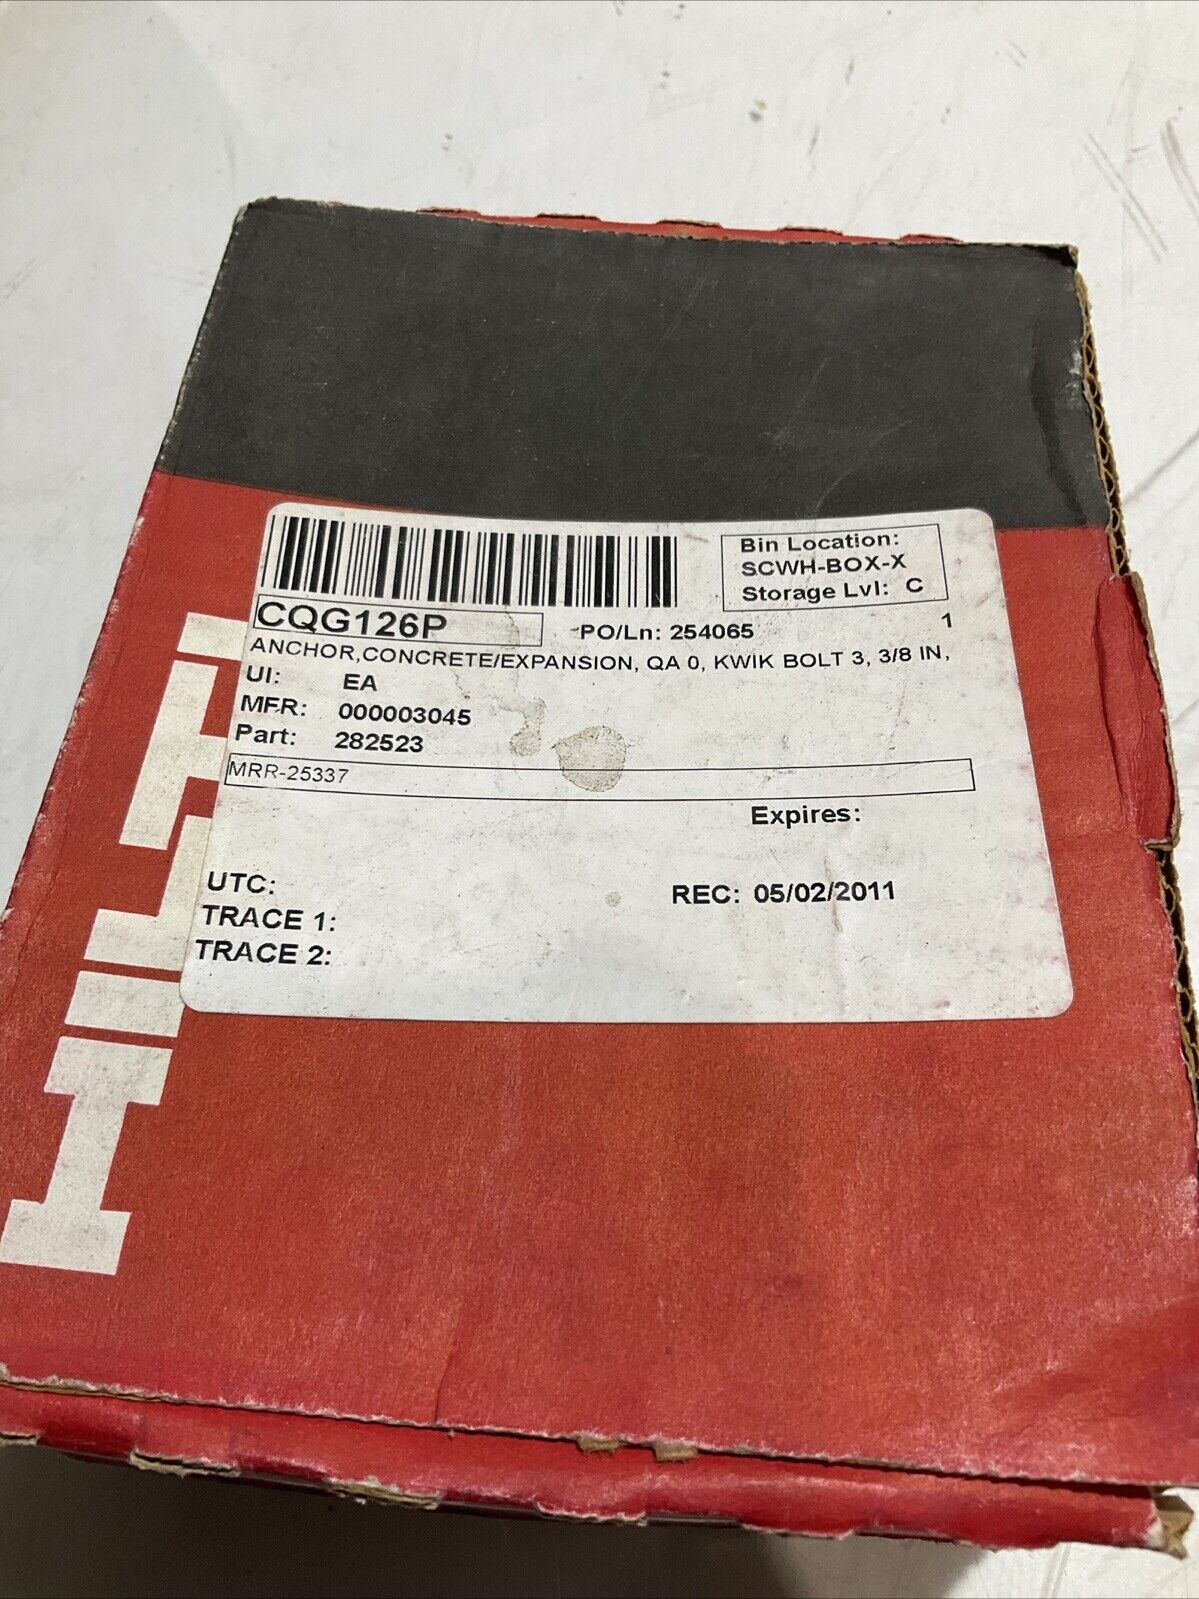 Bin Location:
SCWH-BOX-X
Storage Lvl: C
CQG126P
PO/Ln: 254065 1
ANCHOR,CONCRETE/EXPANSION, QA 0, KWIK BOLT 3, 3/8 IN,
UI: EA
MFR: 000003045
Part: 282523
MRR-25337
Expires:
UTC:
REC: 05/02/2011
TRACE 1:
TRACE 2: